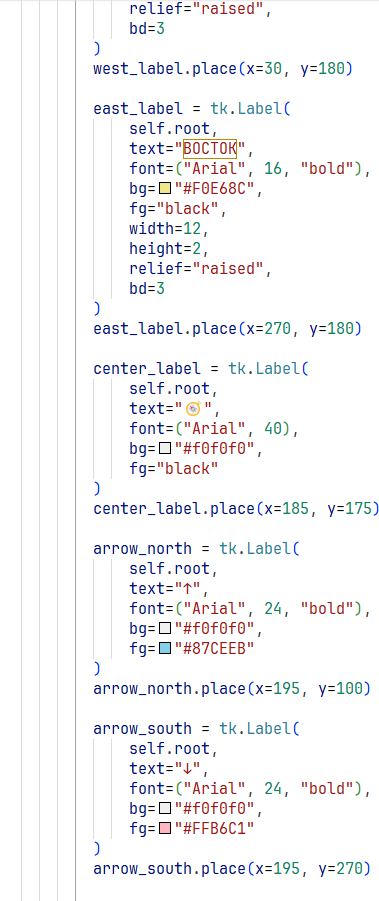 relief="raised",
bd=3
)
west_label.place(x=30, y=180)
east_label = tk.Label(
self.root,
text="ВОСТОК",
font=("Arial", 16, "bold"),
bg="#F0E68C",
fg="black",
width=12,
height=2,
relief="raised",
bd=3
)
east_label.place(x=270, y=180)
center_label = tk.Label(
self.root,
text="🧭",
font=("Arial", 40),
bg="#f0f0f0",
fg="black"
)
center_label.place(x=185, y=175)
arrow_north = tk.Label(
self.root,
text="↑",
font=("Arial", 24, "bold"),
bg="#f0f0f0",
fg="#87CEEB"
)
arrow_north.place(x=195, y=100)
arrow_south = tk.Label(
self.root,
text="↓",
font=("Arial", 24, "bold"),
bg="#f0f0f0",
fg="#FFB6C1"
)
arrow_south.place(x=195, y=270)